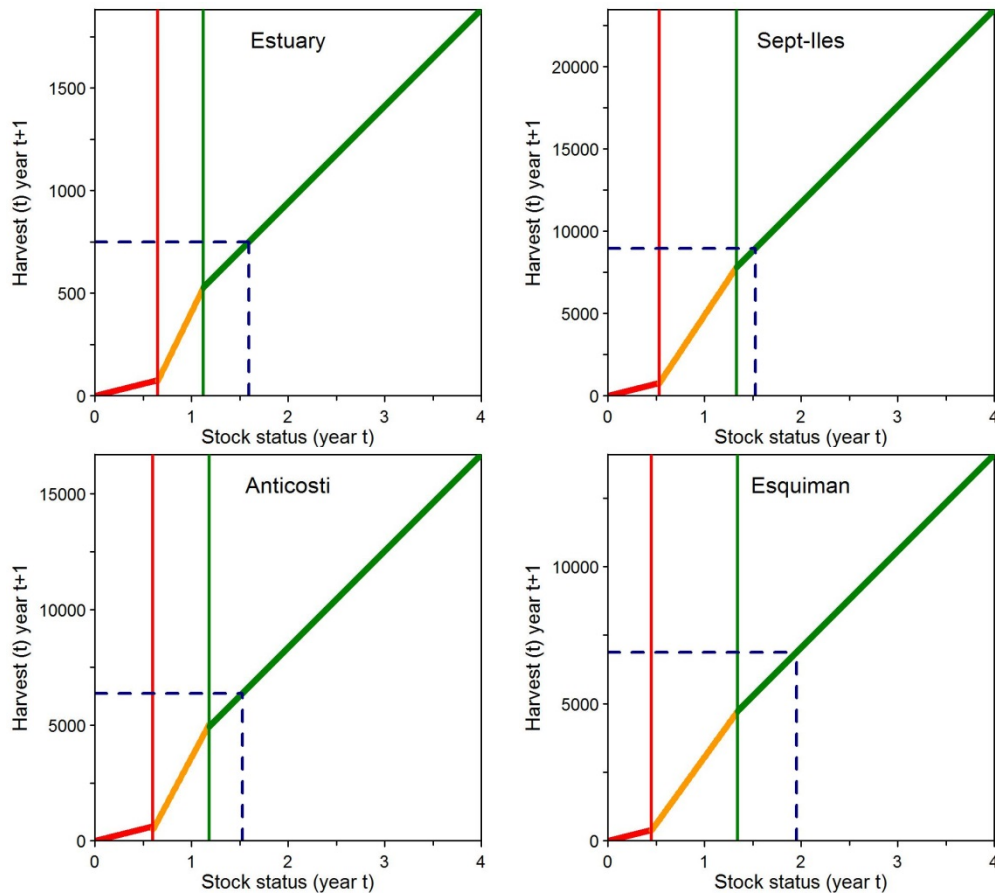 Estuary
Harvest (t) year t+1
1500
1000
500
0
0 1 2 3 4
Stock status (year t)
Sept-Iles
Harvest (t) year t+1
20000
15000
10000
5000
0
0 1 2 3 4
Stock status (year t)
Anticosti
Harvest (t) year t+1
15000
10000
5000
0
0 1 2 3 4
Stock status (year t)
Esquiman
Harvest (t) year t+1
10000
5000
0
0 1 2 3 4
Stock status (year t)